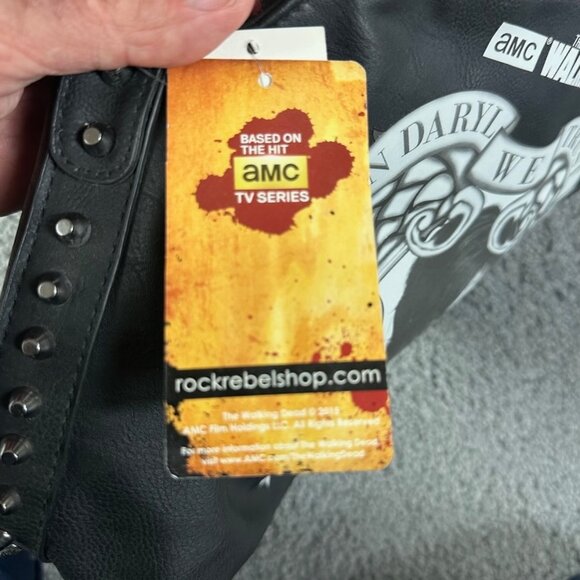 BASED ON
THE HIT
aMC
TV SERIES
rockrebelshop.com
The Walking Dead © 2015
AMC Film Holdings LLC. All Rights Reserved
For more information about The Walking Dead,
visit www.AMC.com/TheWalkingDead
aMC
DARYL
WE